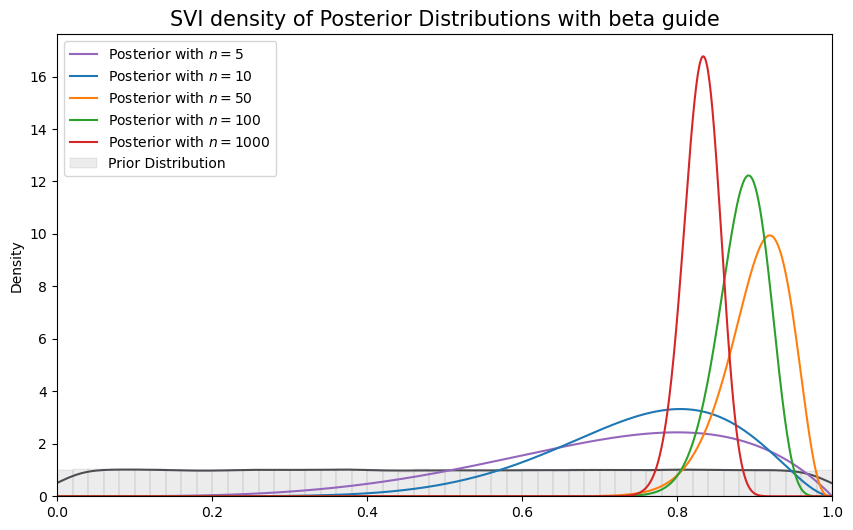 SVI density of Posterior Distributions with beta guide
Posterior with n = 5
Posterior with n = 10
Posterior with n = 50
Posterior with n = 100
Posterior with n = 1000
Prior Distribution
Density
16
14
12
10
8
6
4
2
0
0.0 0.2 0.4 0.6 0.8 1.0